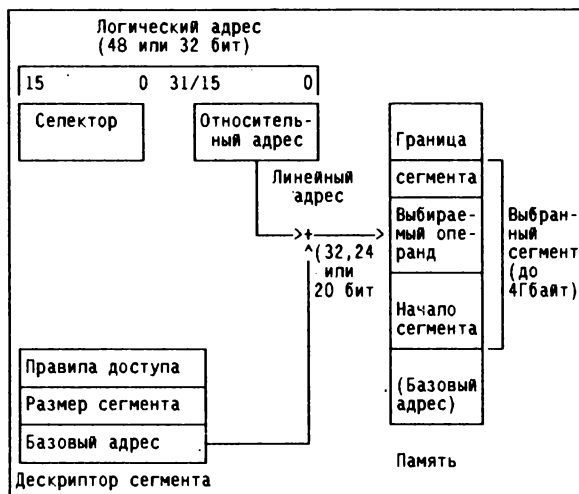 Логический адрес
(48 или 32 бит)
15 0 31/15 0
Селектор
Относитель-
ный адрес
Линейный
адрес
>+
>
^(32,24
или
20 бит
Граница
сегмента
Выбирае-
мый опе-
ранд
Начало
сегмента
(Базовый
адрес)
Выбран-
ный
сегмент
(до
4Гбайт)
Память
Правила доступа
Размер сегмента
Базовый адрес
Дескриптор сегмента